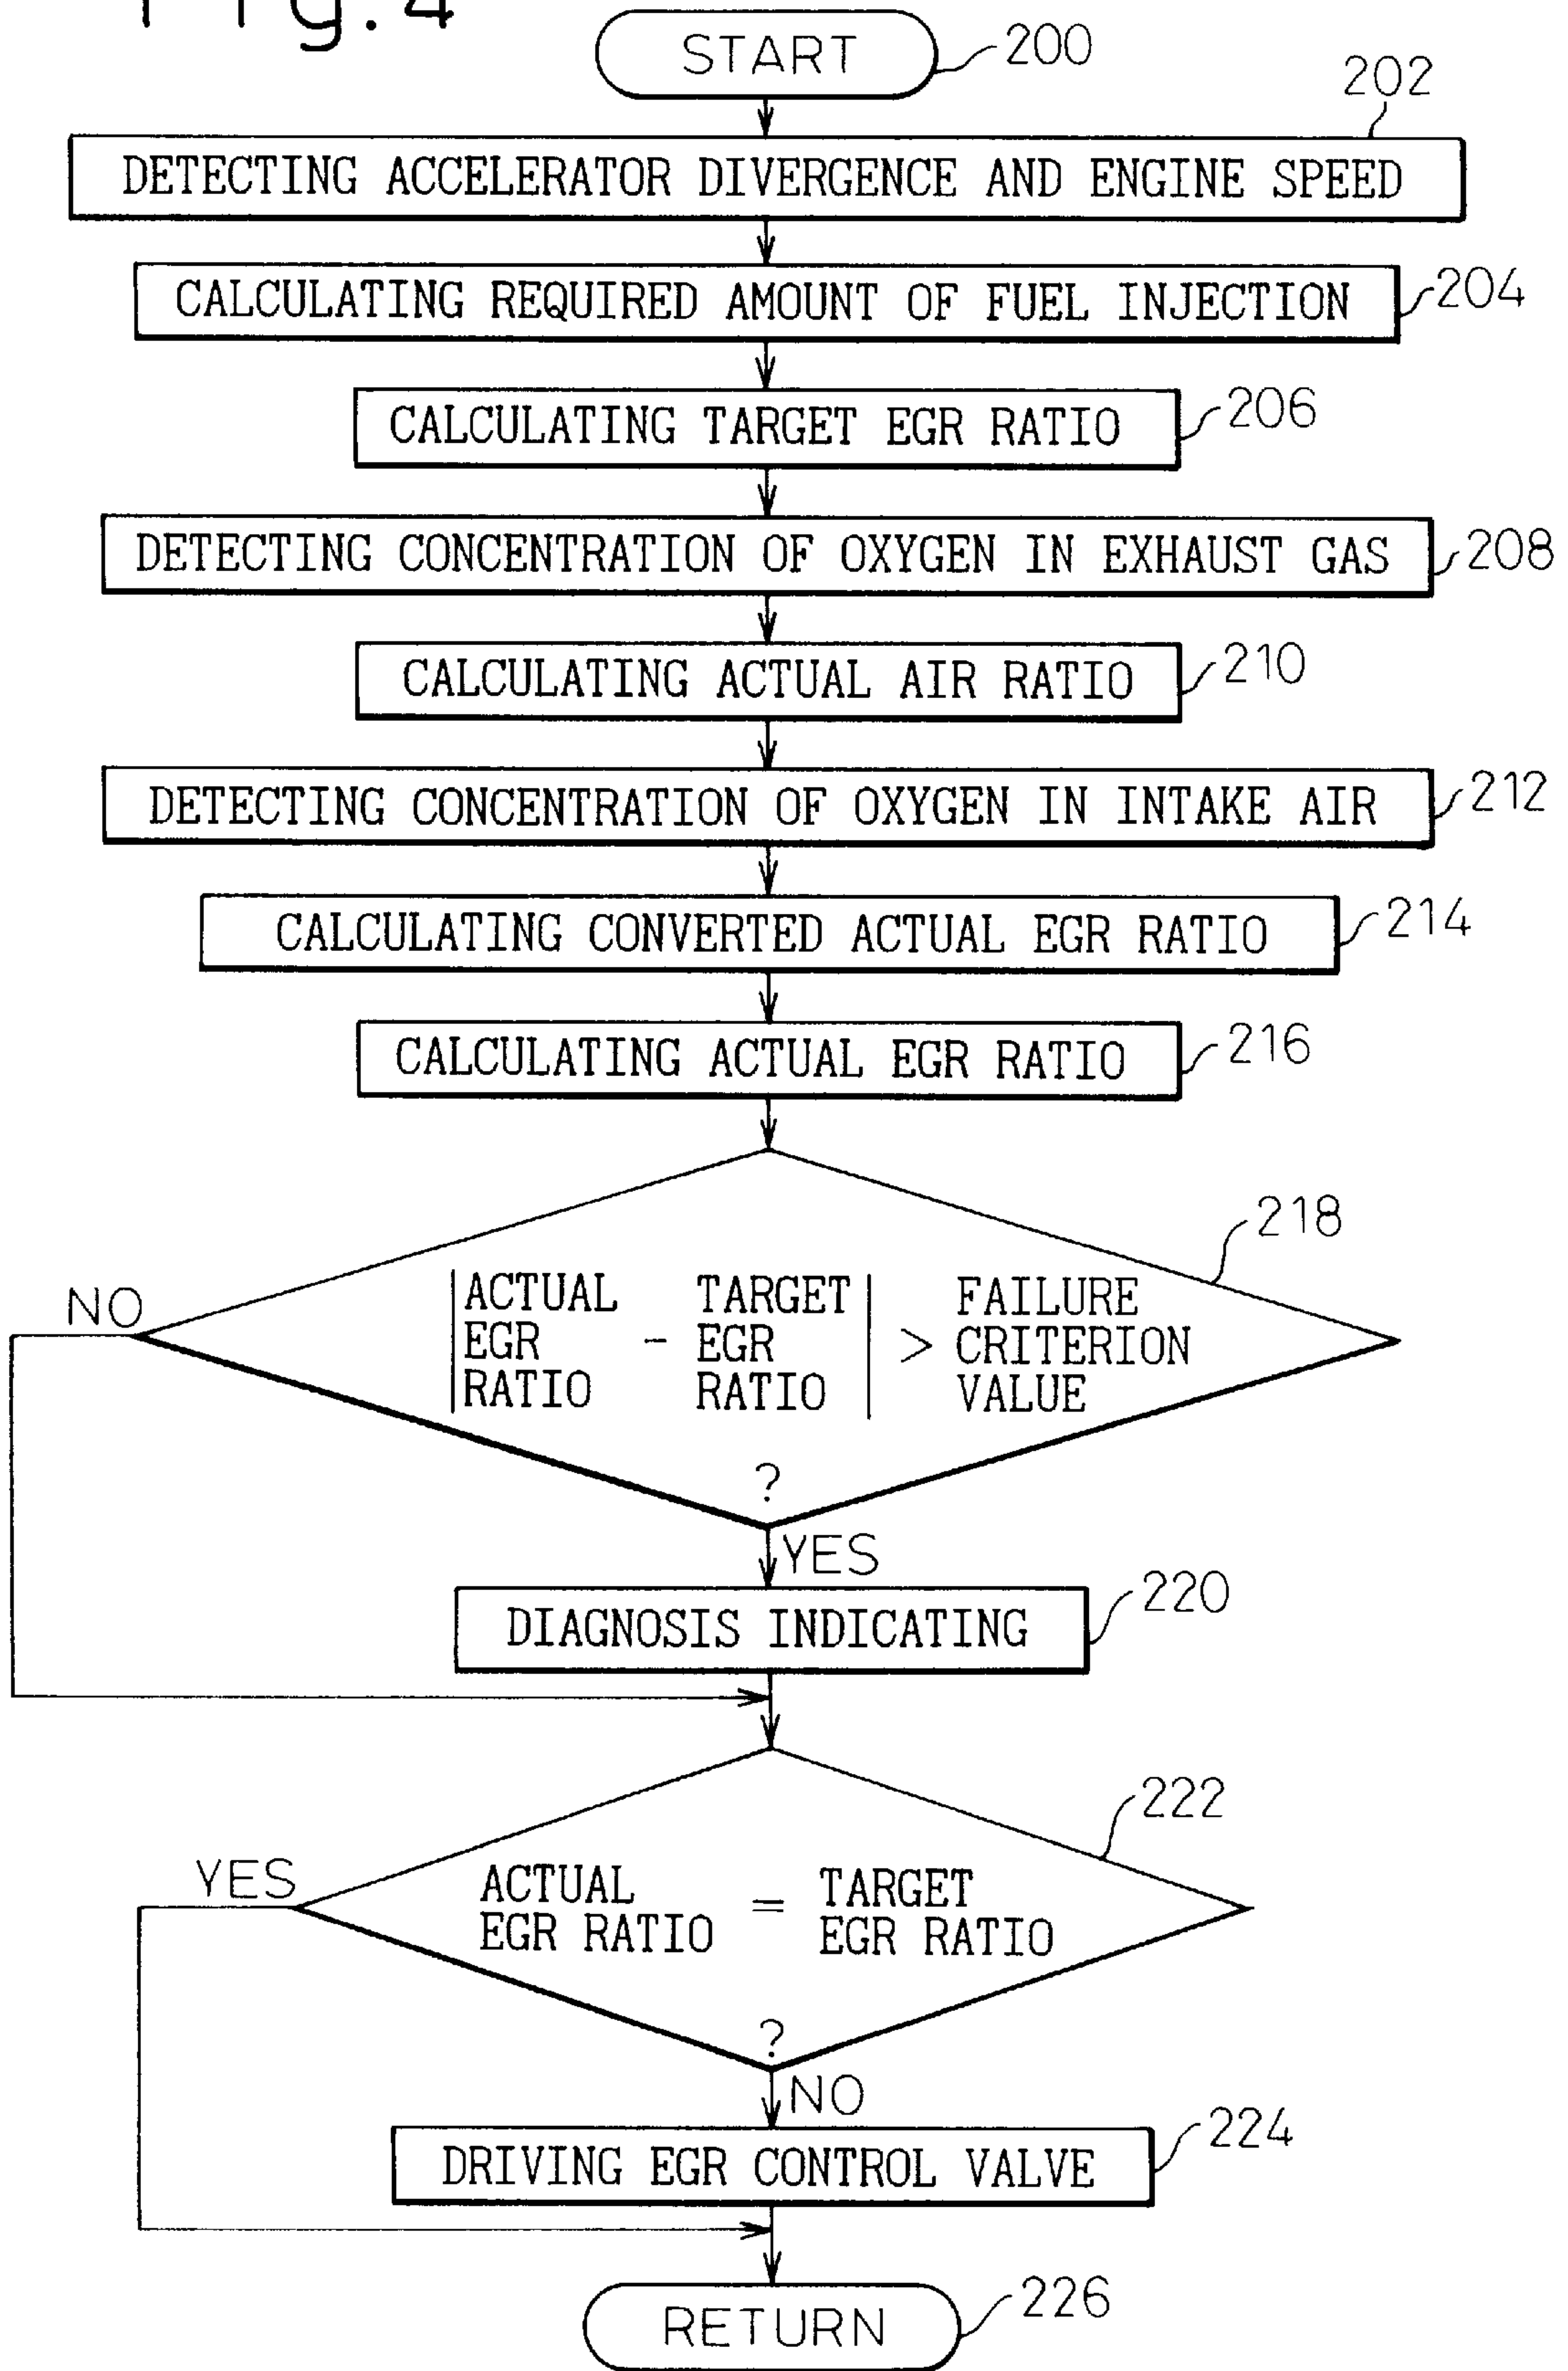 Fig.4
START
200
202
DETECTING ACCELERATOR DIVERGENCE AND ENGINE SPEED
CALCULATING REQUIRED AMOUNT OF FUEL INJECTION
204
CALCULATING TARGET EGR RATIO
206
DETECTING CONCENTRATION OF OXYGEN IN EXHAUST GAS
208
CALCULATING ACTUAL AIR RATIO
210
DETECTING CONCENTRATION OF OXYGEN IN INTAKE AIR
212
CALCULATING CONVERTED ACTUAL EGR RATIO
214
CALCULATING ACTUAL EGR RATIO
216
218
NO
|ACTUAL
EGR
RATIO
-
TARGET
EGR
RATIO|
>
FAILURE
CRITERION
VALUE
?
YES
DIAGNOSIS INDICATING
220
222
YES
ACTUAL
EGR RATIO
=
TARGET
EGR RATIO
?
NO
DRIVING EGR CONTROL VALVE
224
RETURN
226